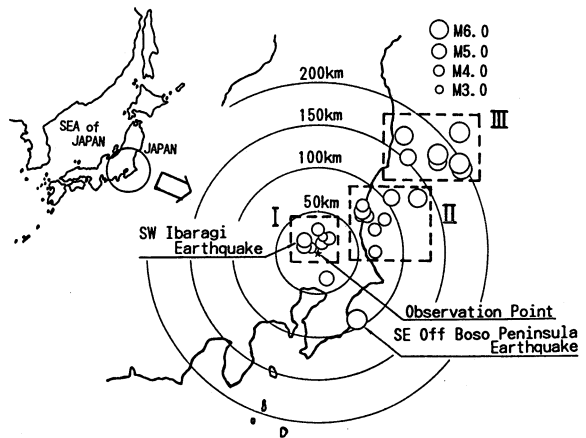 M6.0
M5.0
M4.0
M3.0
SEA of
JAPAN
JAPAN
200km
150km
100km
50km
III
II
I
SW Ibaragi
Earthquake
Observation Point
SE Off Boso Peninsula
Earthquake